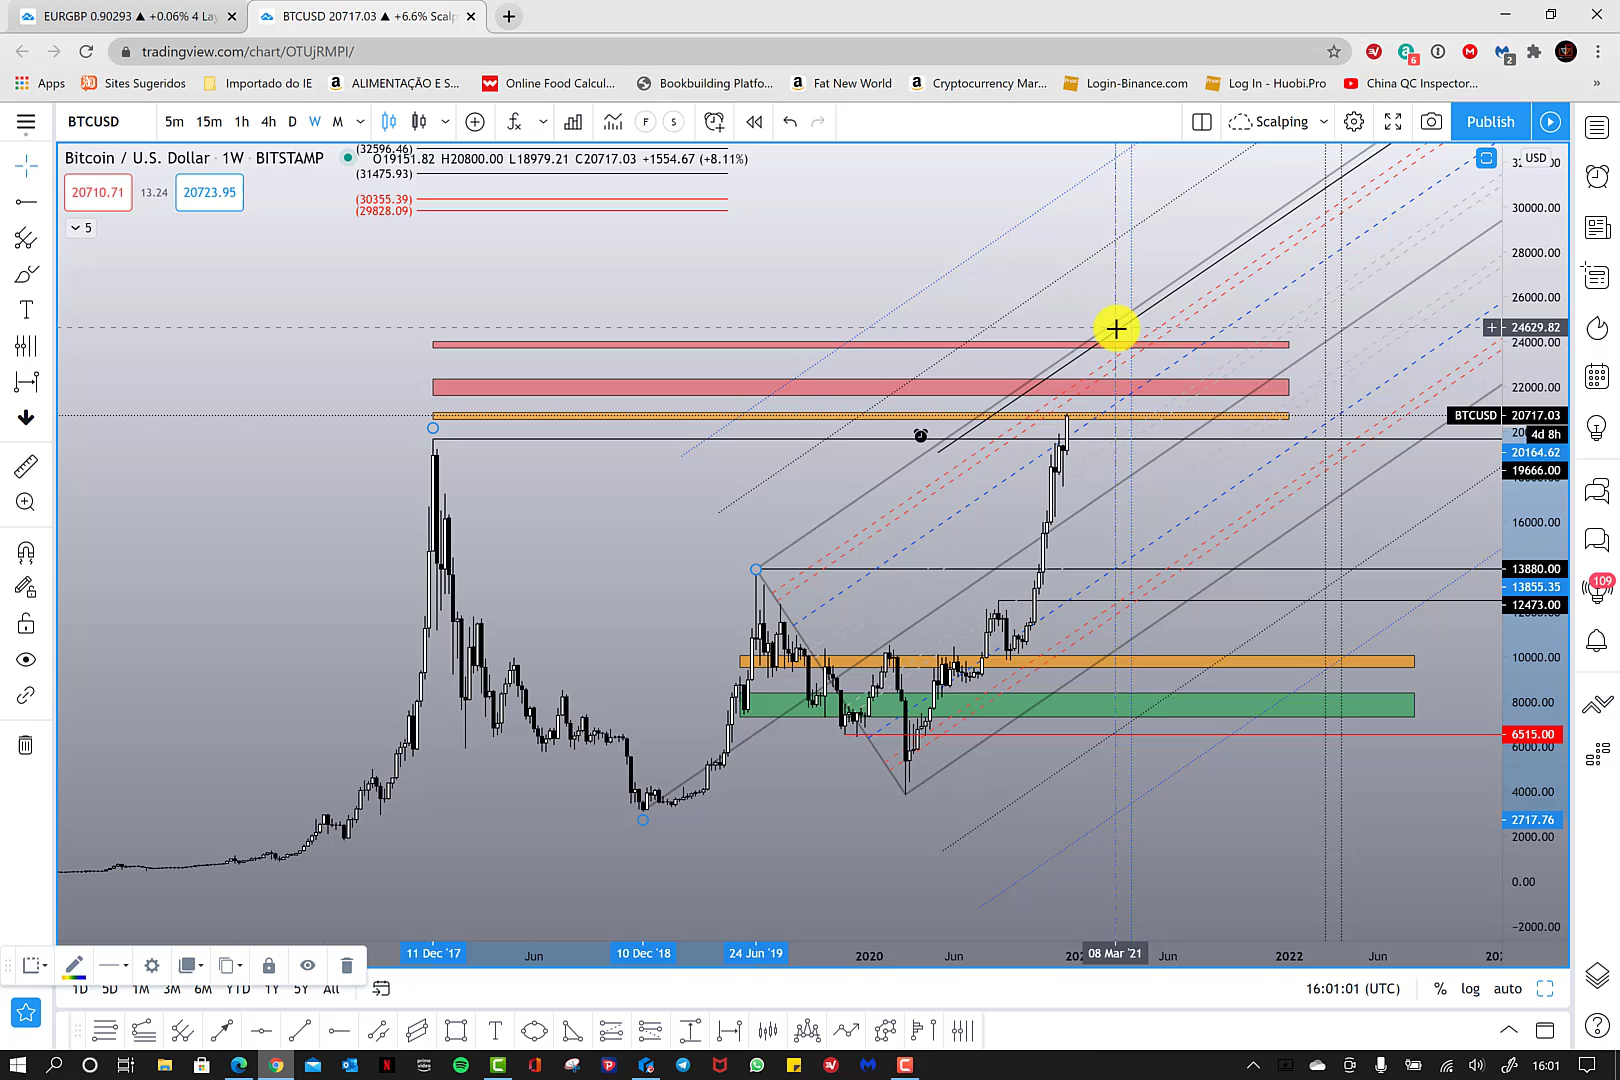 EURGBP 0.90293 ▲ +0.06% 4 Lay
BTCUSD 20717.03 ▲ +6.6% Scalp
tradingview.com/chart/OTUjRMPI/
6
2
Apps
Sites Sugeridos
Importado do IE
ALIMENTAÇÃO E S...
Online Food Calcul...
Bookbuilding Platfo...
Fat New World
Cryptocurrency Mar...
Login-Binance.com
Log In - Huobi.Pro
China QC Inspector...
»
BTCUSD
5m 15m 1h 4h D W M
F S
Scalping
Publish
Bitcoin / U.S. Dollar · 1W · BITSTAMP
O19151.82 H20800.00 L18979.21 C20717.03 +1554.67 (+8.11%)
(32596.46)
(31475.93)
(30355.39)
(29828.09)
20710.71
13.24
20723.95
5
USD
30000.00
28000.00
26000.00
24629.82
24000.00
22000.00
BTCUSD 20717.03
4d 8h
20164.62
19666.00
16000.00
13880.00
13855.35
12473.00
10000.00
8000.00
6515.00
6000.00
4000.00
2717.76
2000.00
0.00
−2000.00
109
11 Dec '17
Jun
10 Dec '18
24 Jun '19
2020
Jun
08 Mar '21
Jun
2022
Jun
1D 5D 1M 3M 6M YTD 1Y 5Y All
16:01:01 (UTC)
% log auto
T
16:01